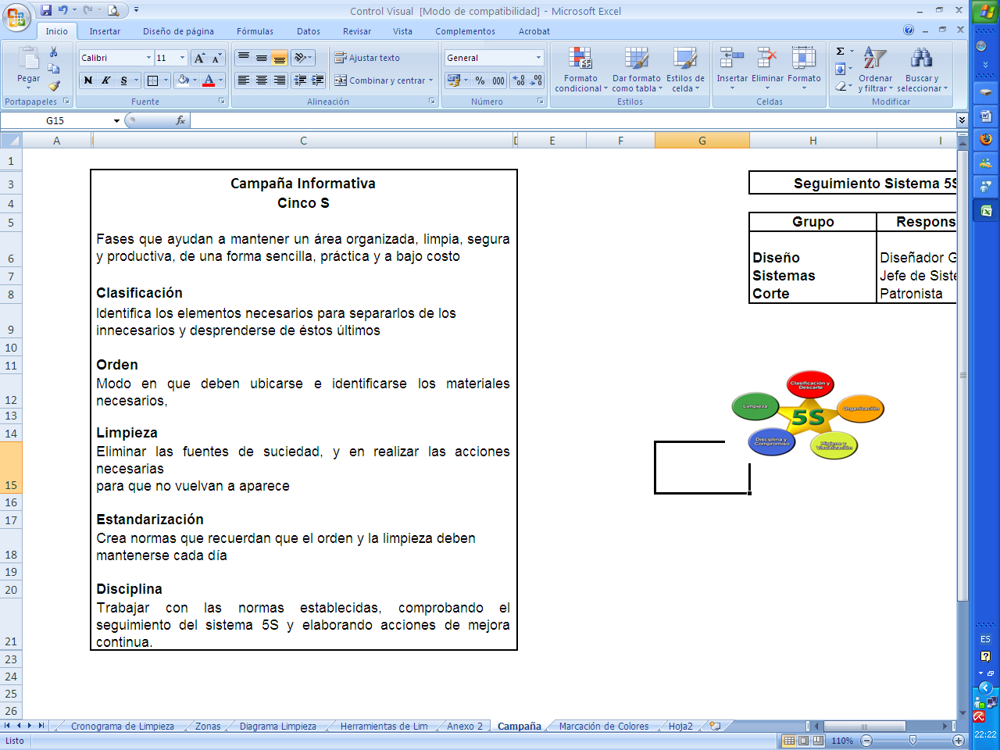 Control Visual  [Modo de compatibilidad] - Microsoft Excel
Inicio Insertar Diseño de página Fórmulas Datos Revisar Vista Complementos Acrobat
Calibri 11 Ajustar texto General
Pegar N K S Combinar y centrar % 000 Formato condicional Dar formato como tabla Estilos de celda Insertar Eliminar Formato Ordenar y filtrar Buscar y seleccionar
Portapapeles Fuente Alineación Número Estilos Celdas Modificar
G15 fx
A C E F G H I
1
3
4
5
6
7
8
9
10
11
12
13
14
15
16
17
18
19
20
21
23
24
25
26
Campaña Informativa
Cinco S
Fases que ayudan a mantener un área organizada, limpia, segura
y productiva, de una forma sencilla, práctica y a bajo costo
Clasificación
Identifica los elementos necesarios para separarlos de los
innecesarios y desprenderse de éstos últimos
Orden
Modo en que deben ubicarse e identificarse los materiales
necesarios,
Limpieza
Eliminar las fuentes de suciedad, y en realizar las acciones
necesarias
para que no vuelvan a aparece
Estandarización
Crea normas que recuerdan que el orden y la limpieza deben
mantenerse cada día
Disciplina
Trabajar con las normas establecidas, comprobando el
seguimiento del sistema 5S y elaborando acciones de mejora
continua.
Seguimiento Sistema 5S
Grupo Respons
Diseño Diseñador G
Sistemas Jefe de Siste
Corte Patronista
Clasificación y
Descarte
Limpieza
Organización
5S
Disciplina y
Compromiso
Higiene y
Visualización
Cronograma de Limpieza Zonas Diagrama Limpieza Herramientas de Lim Anexo 2 Campaña Marcación de Colores Hoja2
Listo 110%
ES
22:22